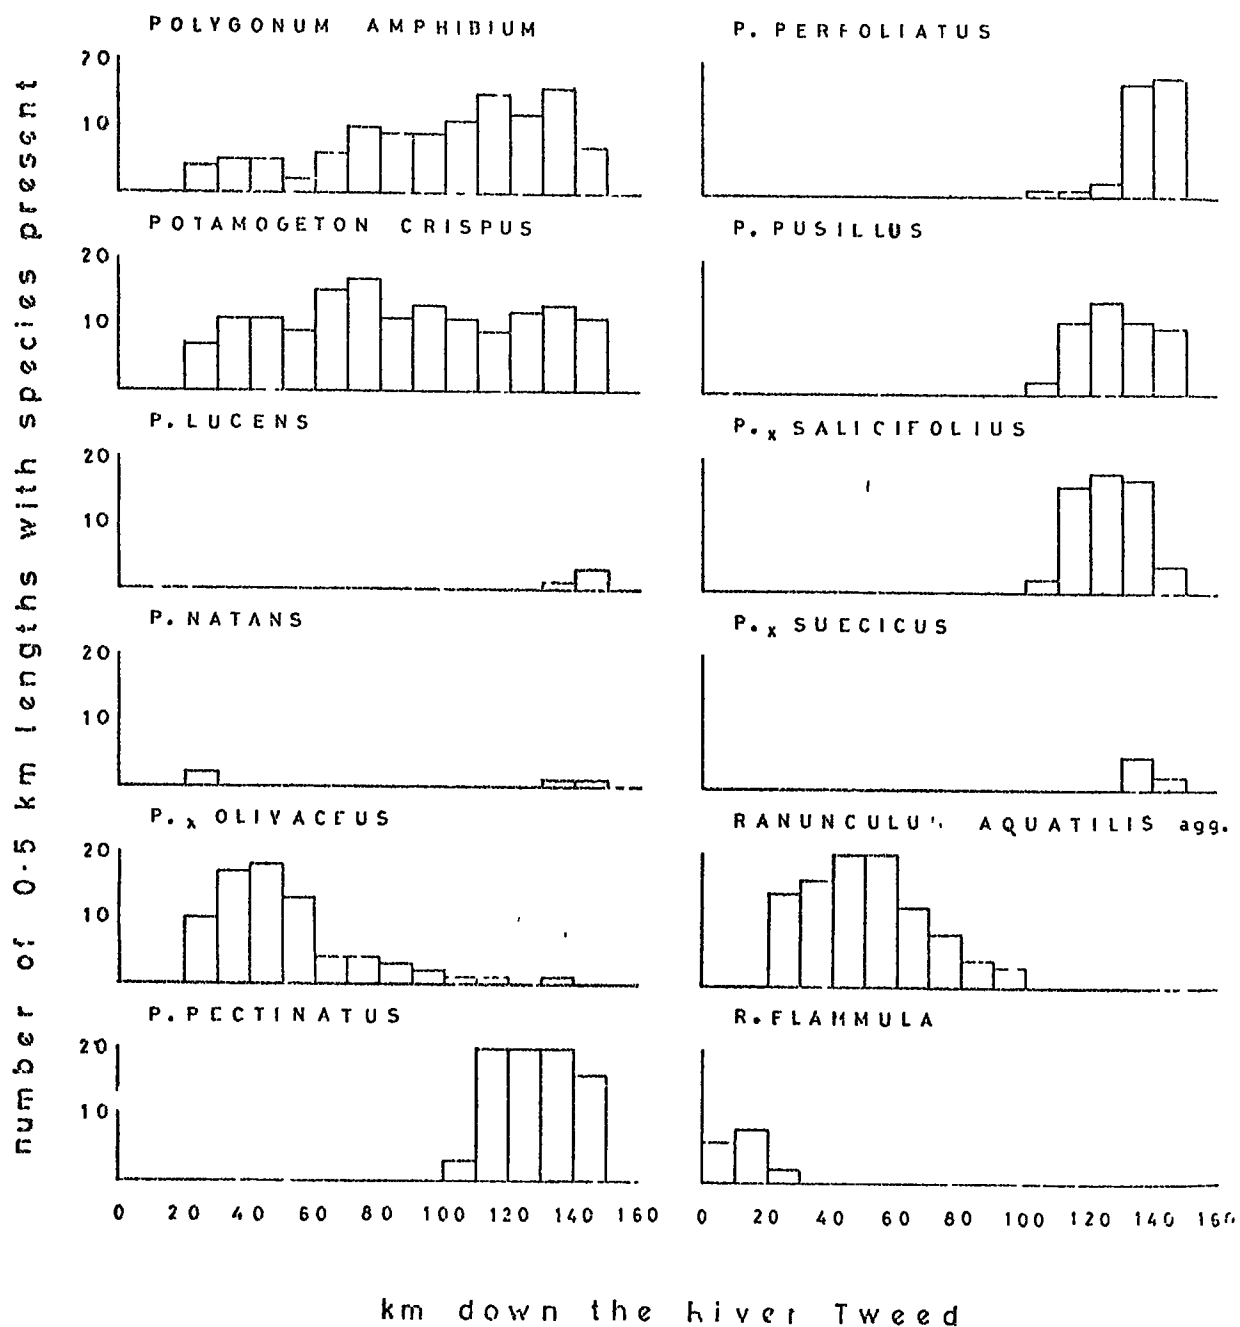 number of 0·5 km lengths with species present
POLYGONUM AMPHIBIUM
20
10
POTAMOGETON CRISPUS
20
10
P. LUCENS
20
10
P. NATANS
20
10
P. x OLIVACEUS
20
10
P. PECTINATUS
20
10
0 20 40 60 80 100 120 140 160
P. PERFOLIATUS
P. PUSILLUS
P. x SALICIFOLIUS
P. x SUECICUS
RANUNCULUS AQUATILIS agg.
R. FLAMMULA
0 20 40 60 80 100 120 140 160
km down the River Tweed